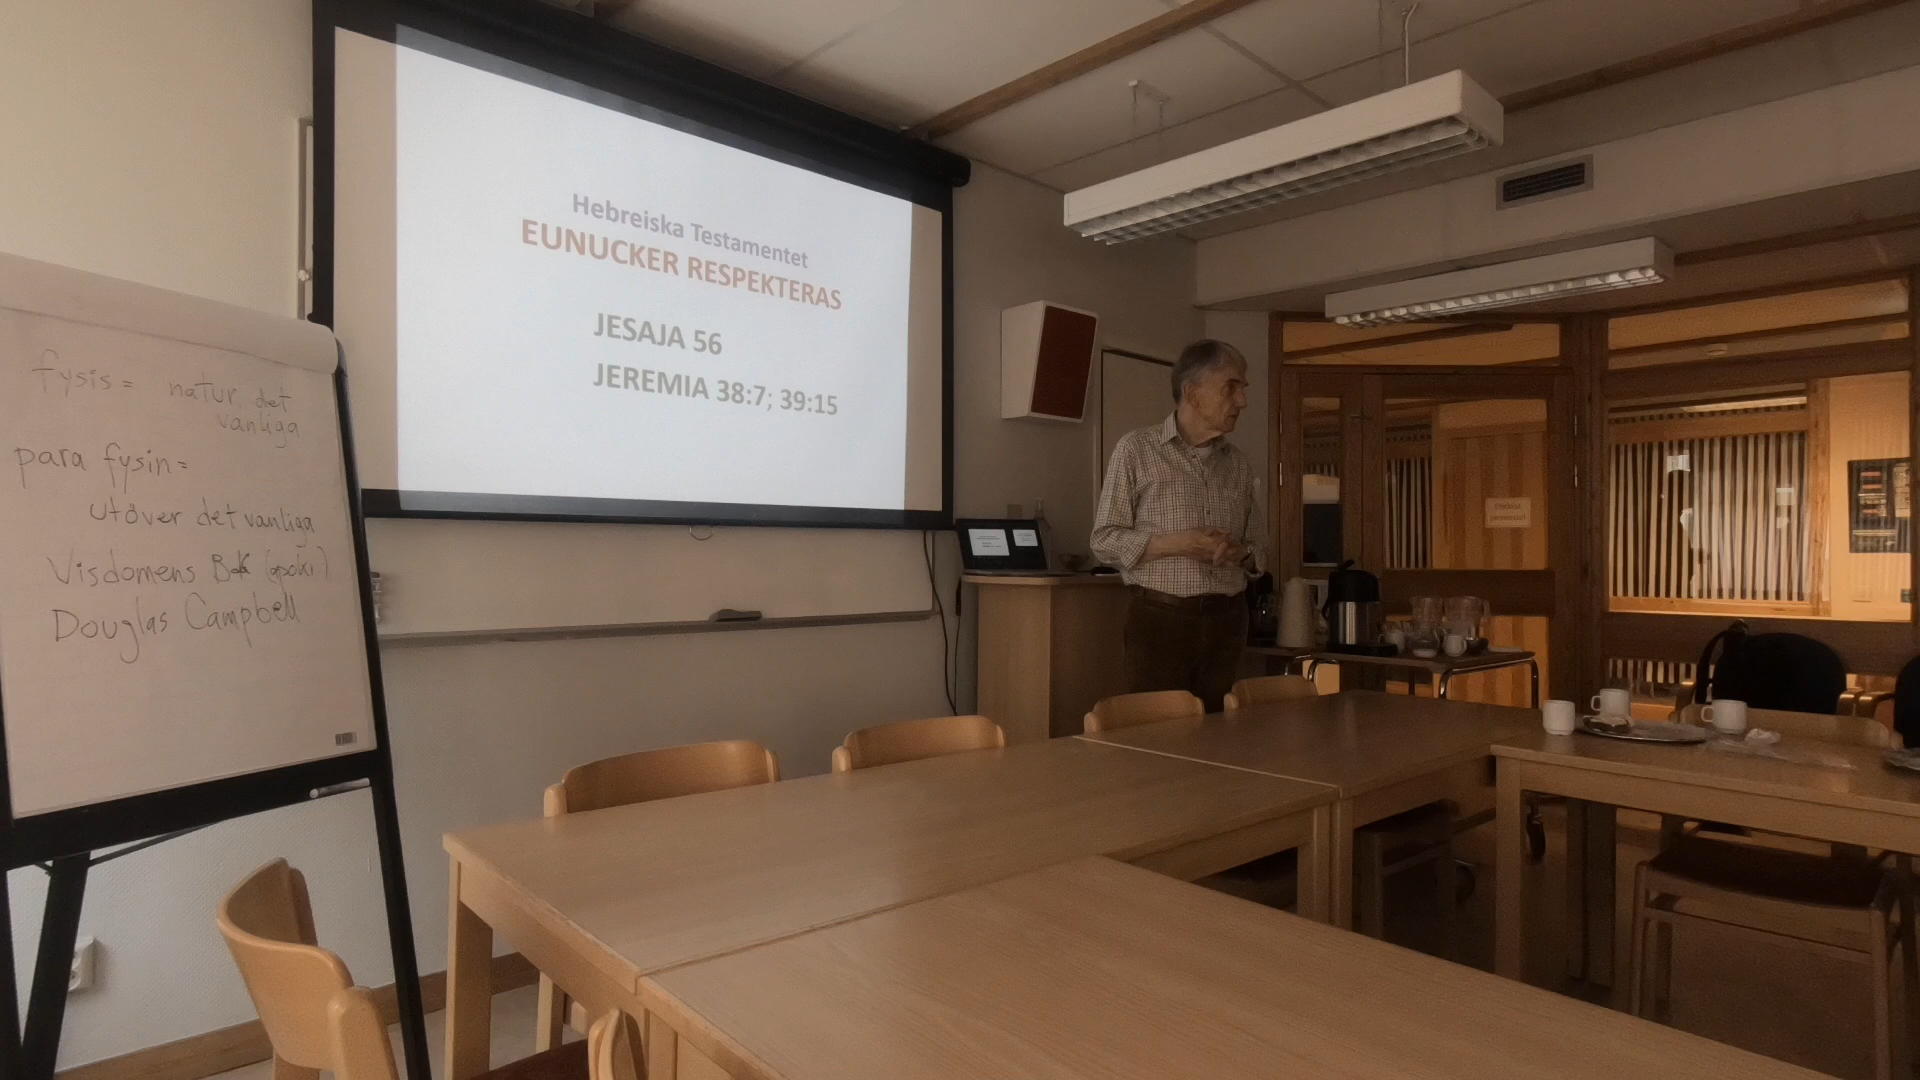 fysis = natur, det
vanliga
para fysin =
utöver det vanliga
Visdomens Bok
Douglas Campbell
Hebreiska Testamentet
EUNUCKER RESPEKTERAS
JESAJA 56
JEREMIA 38:7; 39:15